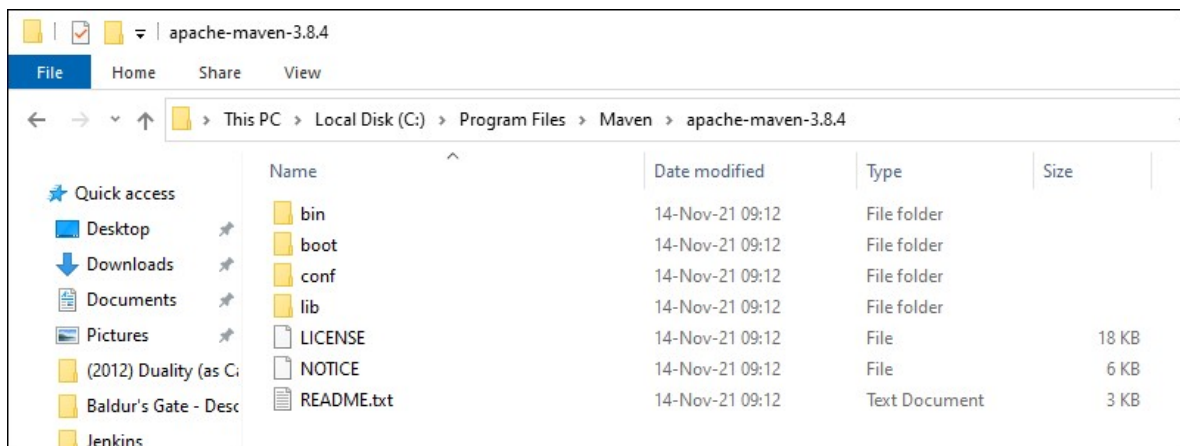 apache-maven-3.8.4
File Home Share View
This PC > Local Disk (C:) > Program Files > Maven > apache-maven-3.8.4
Name Date modified Type Size
Quick access
Desktop
Downloads
Documents
Pictures
(2012) Duality (as Ca
Baldur's Gate - Desc
Jenkins
bin 14-Nov-21 09:12 File folder
boot 14-Nov-21 09:12 File folder
conf 14-Nov-21 09:12 File folder
lib 14-Nov-21 09:12 File folder
LICENSE 14-Nov-21 09:12 File 18 KB
NOTICE 14-Nov-21 09:12 File 6 KB
README.txt 14-Nov-21 09:12 Text Document 3 KB